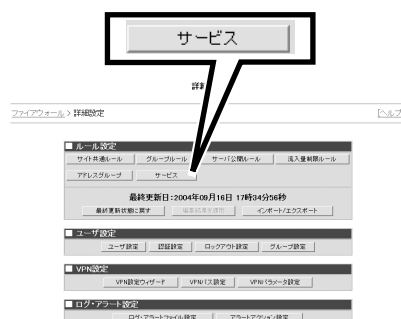 サービス
詳
ファイアウォール > 詳細設定 [ヘルプ
■ ルール設定
サイト共通ルール グループルール サーバ公開ルール 流入量制限ルール
アドレスグループ サービス
最終更新日:2004年09月16日 17時34分56秒
最終更新状態に戻す 編集結果を適用 インポート/エクスポート
■ ユーザ設定
ユーザ設定 認証設定 ロックアウト設定 グループ設定
■ VPN設定
VPN設定ウィザード VPNパス設定 VPNパラメータ設定
■ ログ・アラート設定
ログ・アラートファイル設定 アラートアクション設定